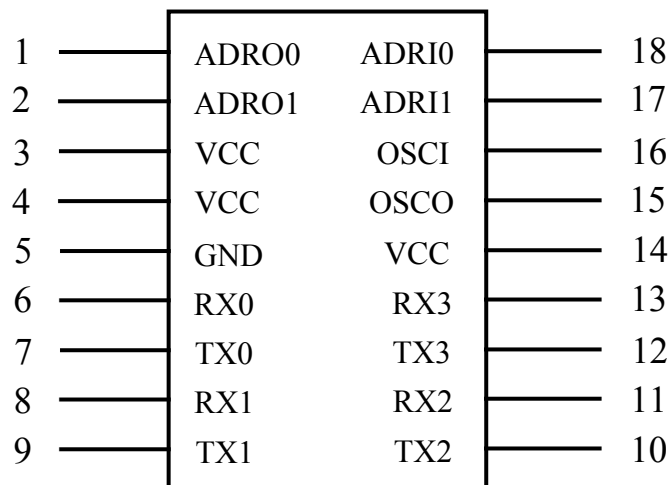 1 ADRO0 ADRI0 18
2 ADRO1 ADRI1 17
3 VCC OSCI 16
4 VCC OSCO 15
5 GND VCC 14
6 RX0 RX3 13
7 TX0 TX3 12
8 RX1 RX2 11
9 TX1 TX2 10